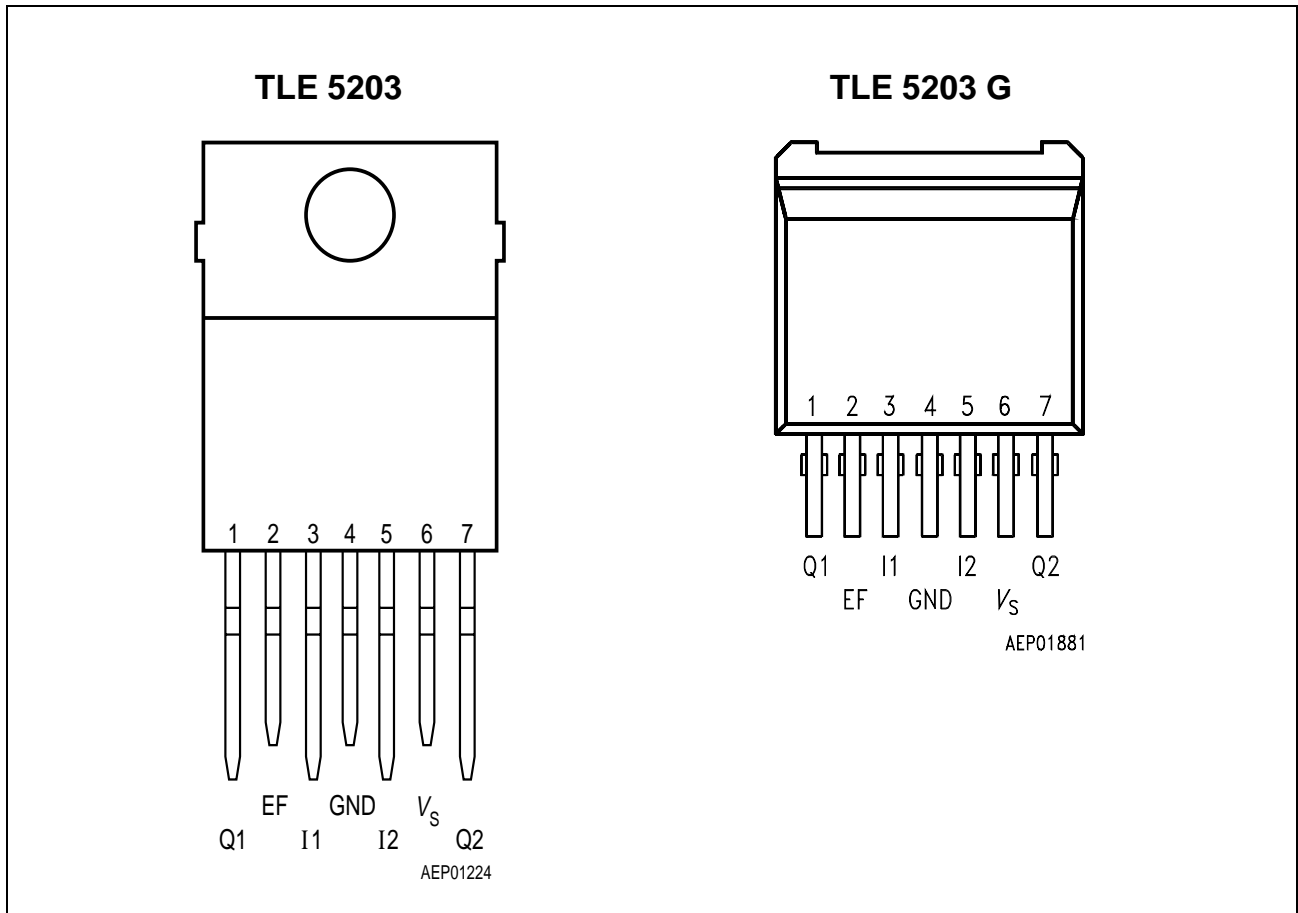 TLE 5203
1 2 3 4 5 6 7
EF GND VS
Q1 I1 I2 Q2
AEP01224
TLE 5203 G
1 2 3 4 5 6 7
Q1 I1 I2 Q2
EF GND VS
AEP01881